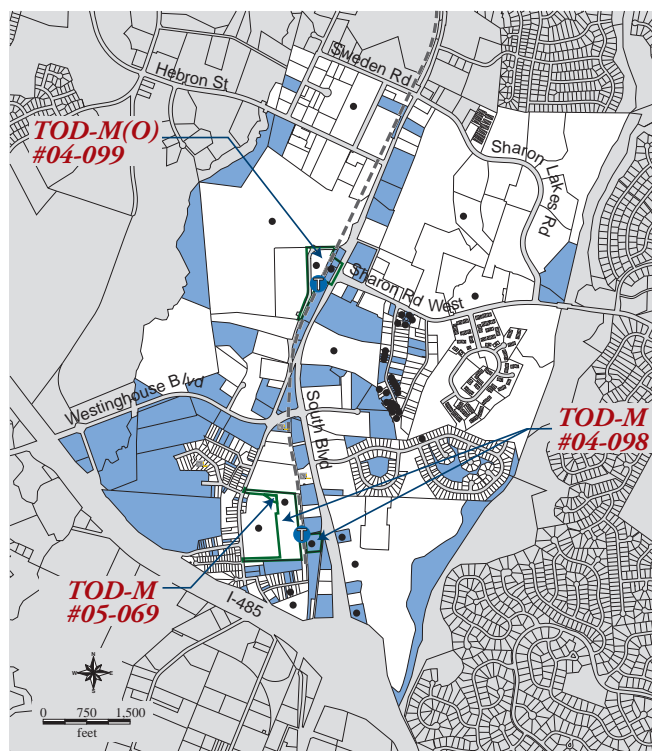 Sweden Rd
Hebron St
TOD-M(O)
#04-099
Sharon Lakes Rd
Sharon Rd West
T
Westinghouse Blvd
South Blvd
TOD-M
#04-098
T
TOD-M
#05-069
I-485
N
W E
S
0 750 1,500
feet